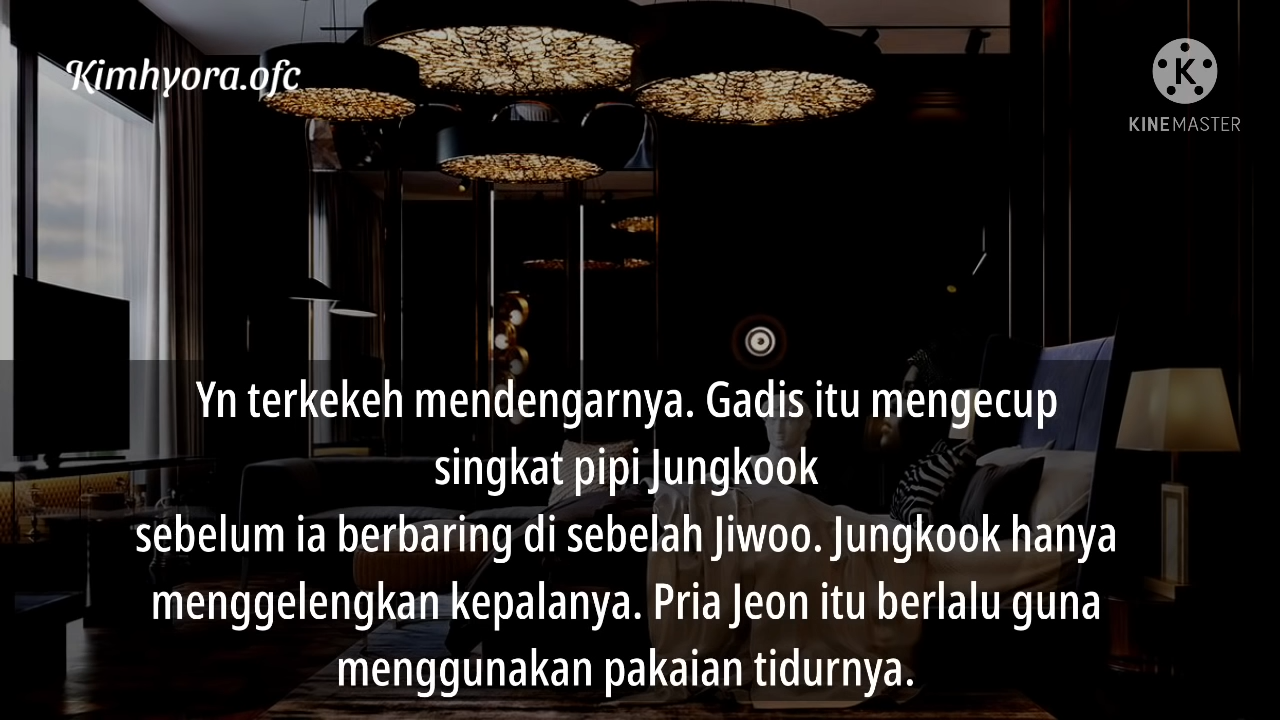 Kimhyora.ofc
KINEMASTER
Yn terkekeh mendengarnya. Gadis itu mengecup
singkat pipi Jungkook
sebelum ia berbaring di sebelah Jiwoo. Jungkook hanya
menggelengkan kepalanya. Pria Jeon itu berlalu guna
menggunakan pakaian tidurnya.